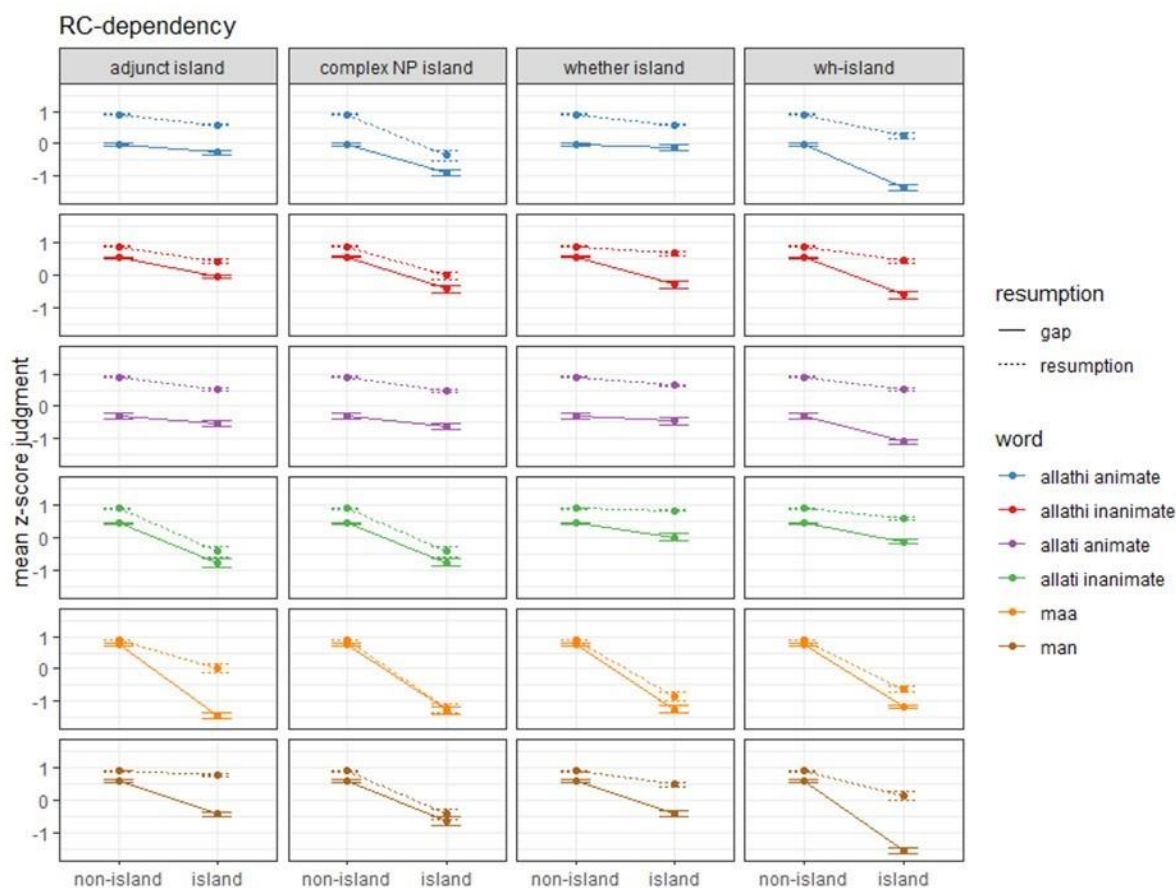 RC-dependency
adjunct island complex NP island whether island wh-island
mean z-score judgment
1
0
-1
1
0
-1
1
0
-1
1
0
-1
1
0
-1
1
0
-1
non-island island non-island island non-island island non-island island
resumption
gap
resumption
word
allathi animate
allathi inanimate
allati animate
allati inanimate
maa
man